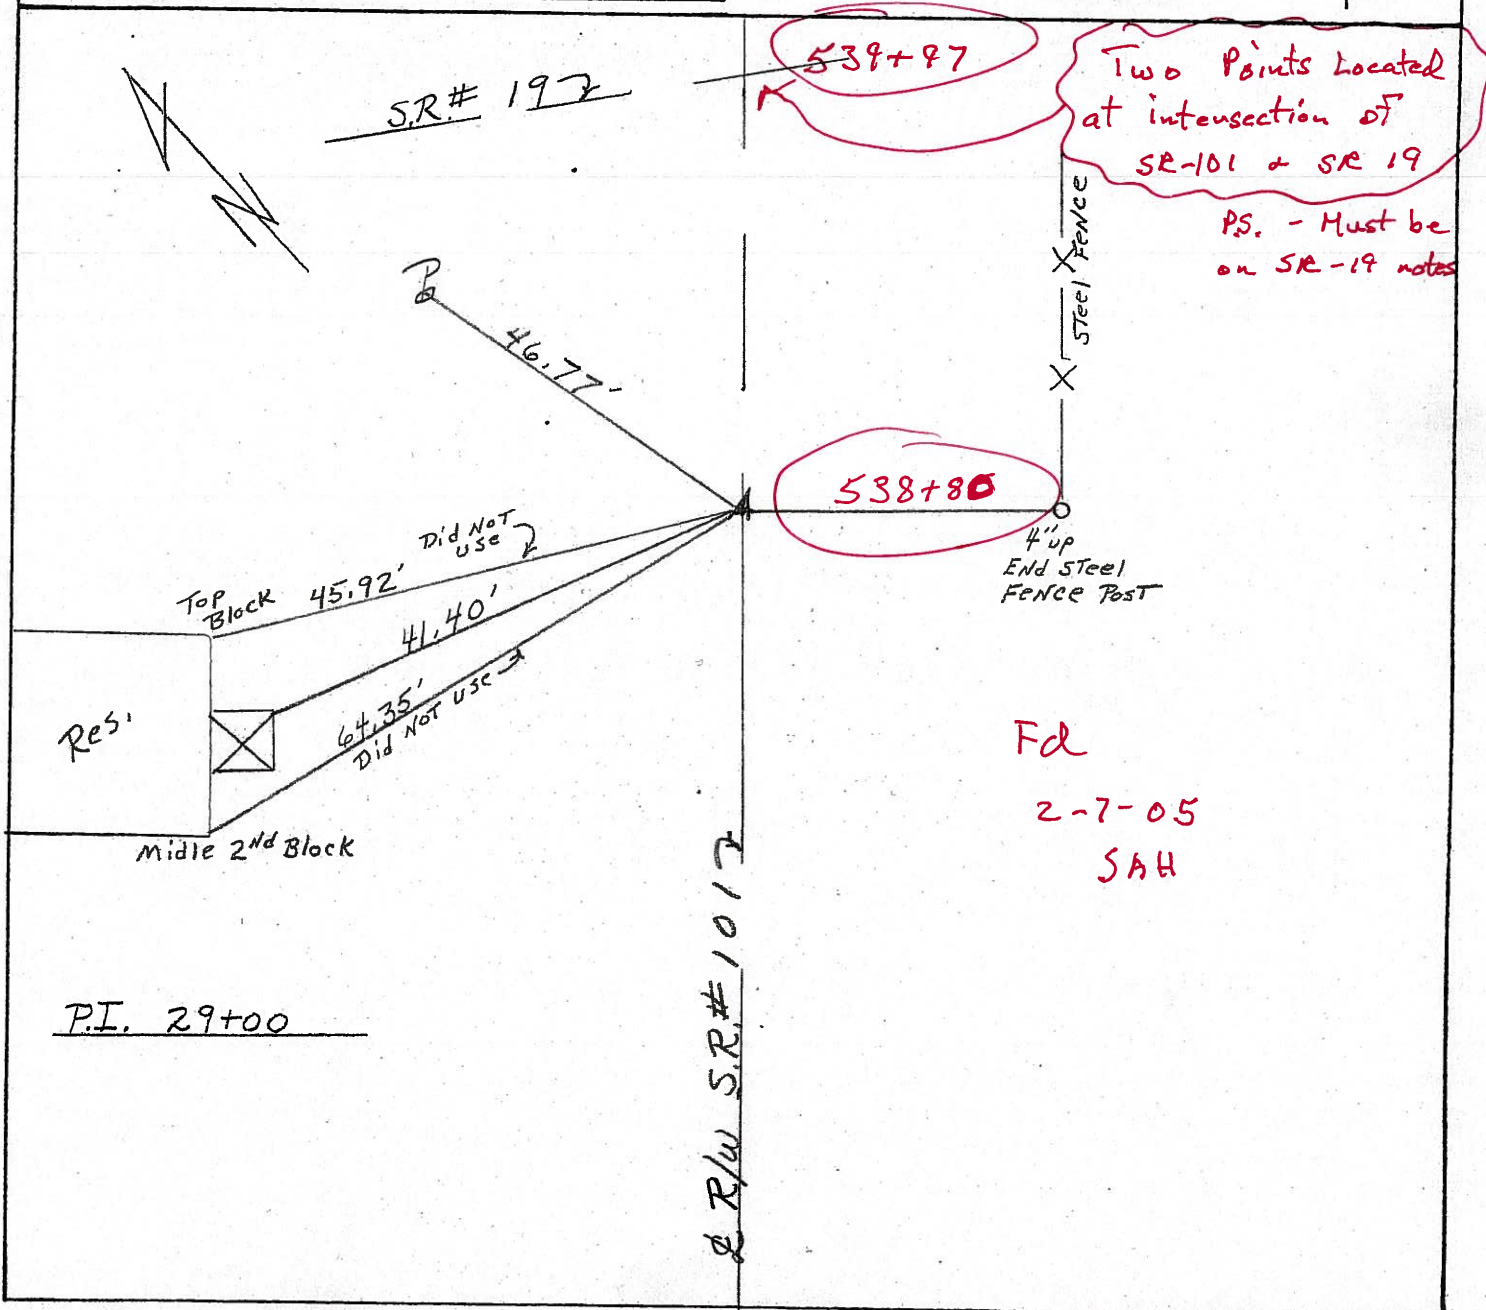 S.R.# 19
539+97
Two Points Located
at intersection of
SR-101 & SR 19
P.S. - Must be
on SR-19 notes
Steel Fence
P
46.77'
538+80
4" up
End Steel
Fence Post
Did Not
use
Top
Block
45.92'
41.40'
64.35'
Did Not use
Res.
Midle 2nd Block
Fd
2-7-05
SAH
P.I. 29+00
℄ R/W S.R.# 101